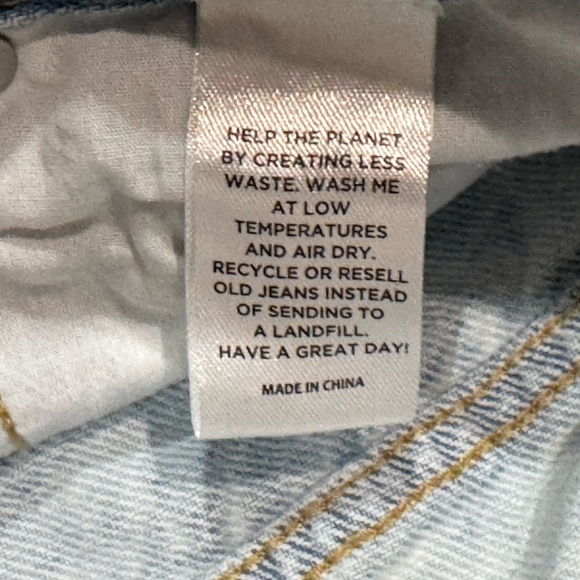 HELP THE PLANET
BY CREATING LESS
WASTE. WASH ME
AT LOW
TEMPERATURES
AND AIR DRY.
RECYCLE OR RESELL
OLD JEANS INSTEAD
OF SENDING TO
A LANDFILL.
HAVE A GREAT DAY!
MADE IN CHINA